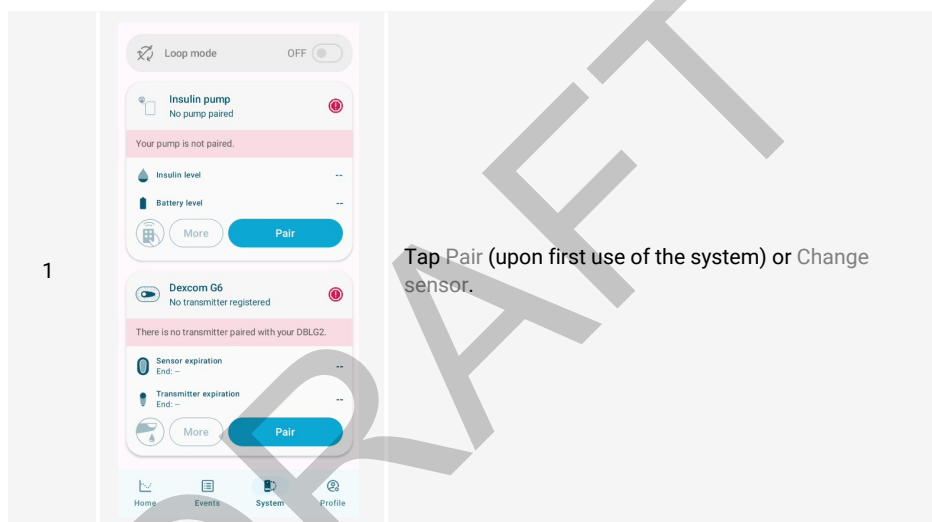 Loop mode OFF
Insulin pump
No pump paired
Your pump is not paired.
Insulin level --
Battery level --
More Pair
Dexcom G6
No transmitter registered
There is no transmitter paired with your DBLG2.
Sensor expiration
End: – --
Transmitter expiration
End: – --
More Pair
Home Events System Profile
1
Tap Pair (upon first use of the system) or Change
sensor.
DRAFT